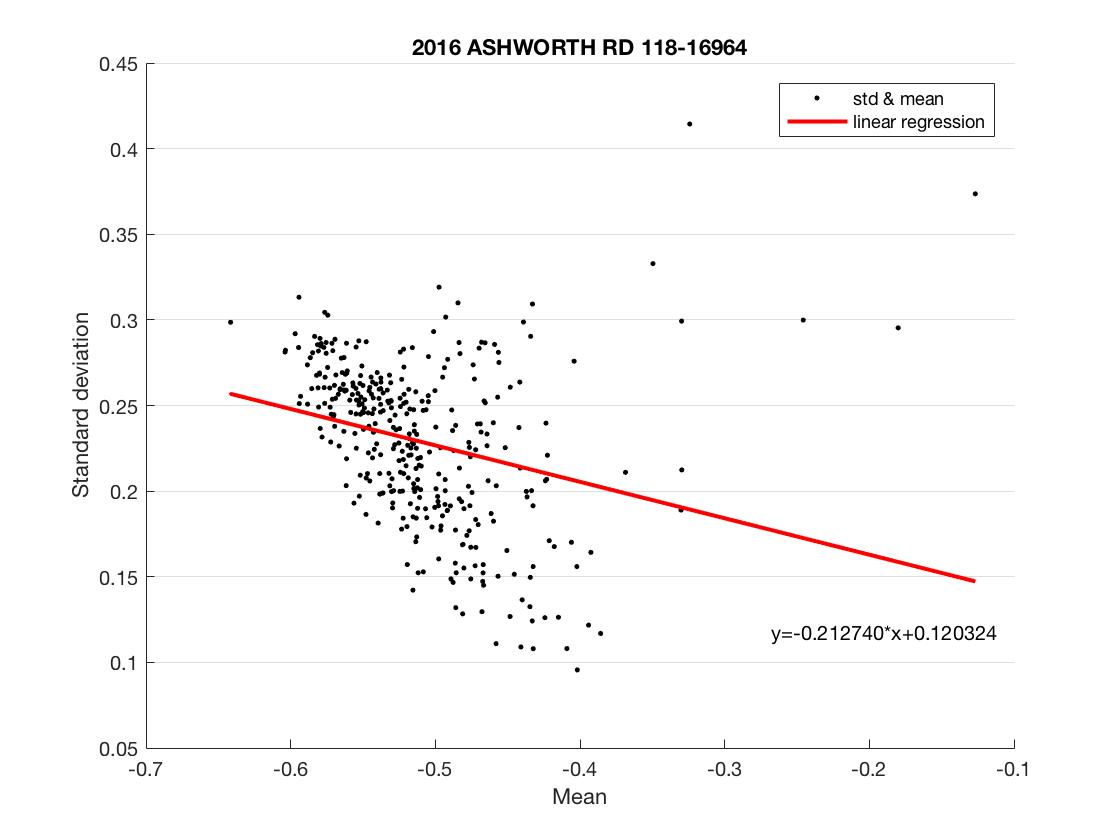 2016 ASHWORTH RD 118-16964
std & mean
linear regression
0.45
0.4
0.35
0.3
0.25
0.2
0.15
0.1
0.05
Standard deviation
y=-0.212740*x+0.120324
-0.7 -0.6 -0.5 -0.4 -0.3 -0.2 -0.1
Mean